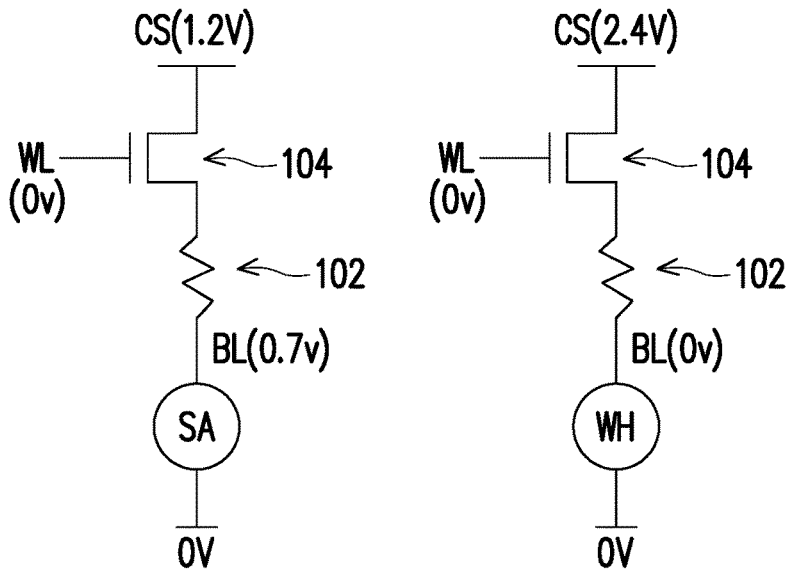 CS(1.2V)
WL
(0v)
104
102
BL(0.7v)
SA
0V
CS(2.4V)
WL
(0v)
104
102
BL(0v)
WH
0V